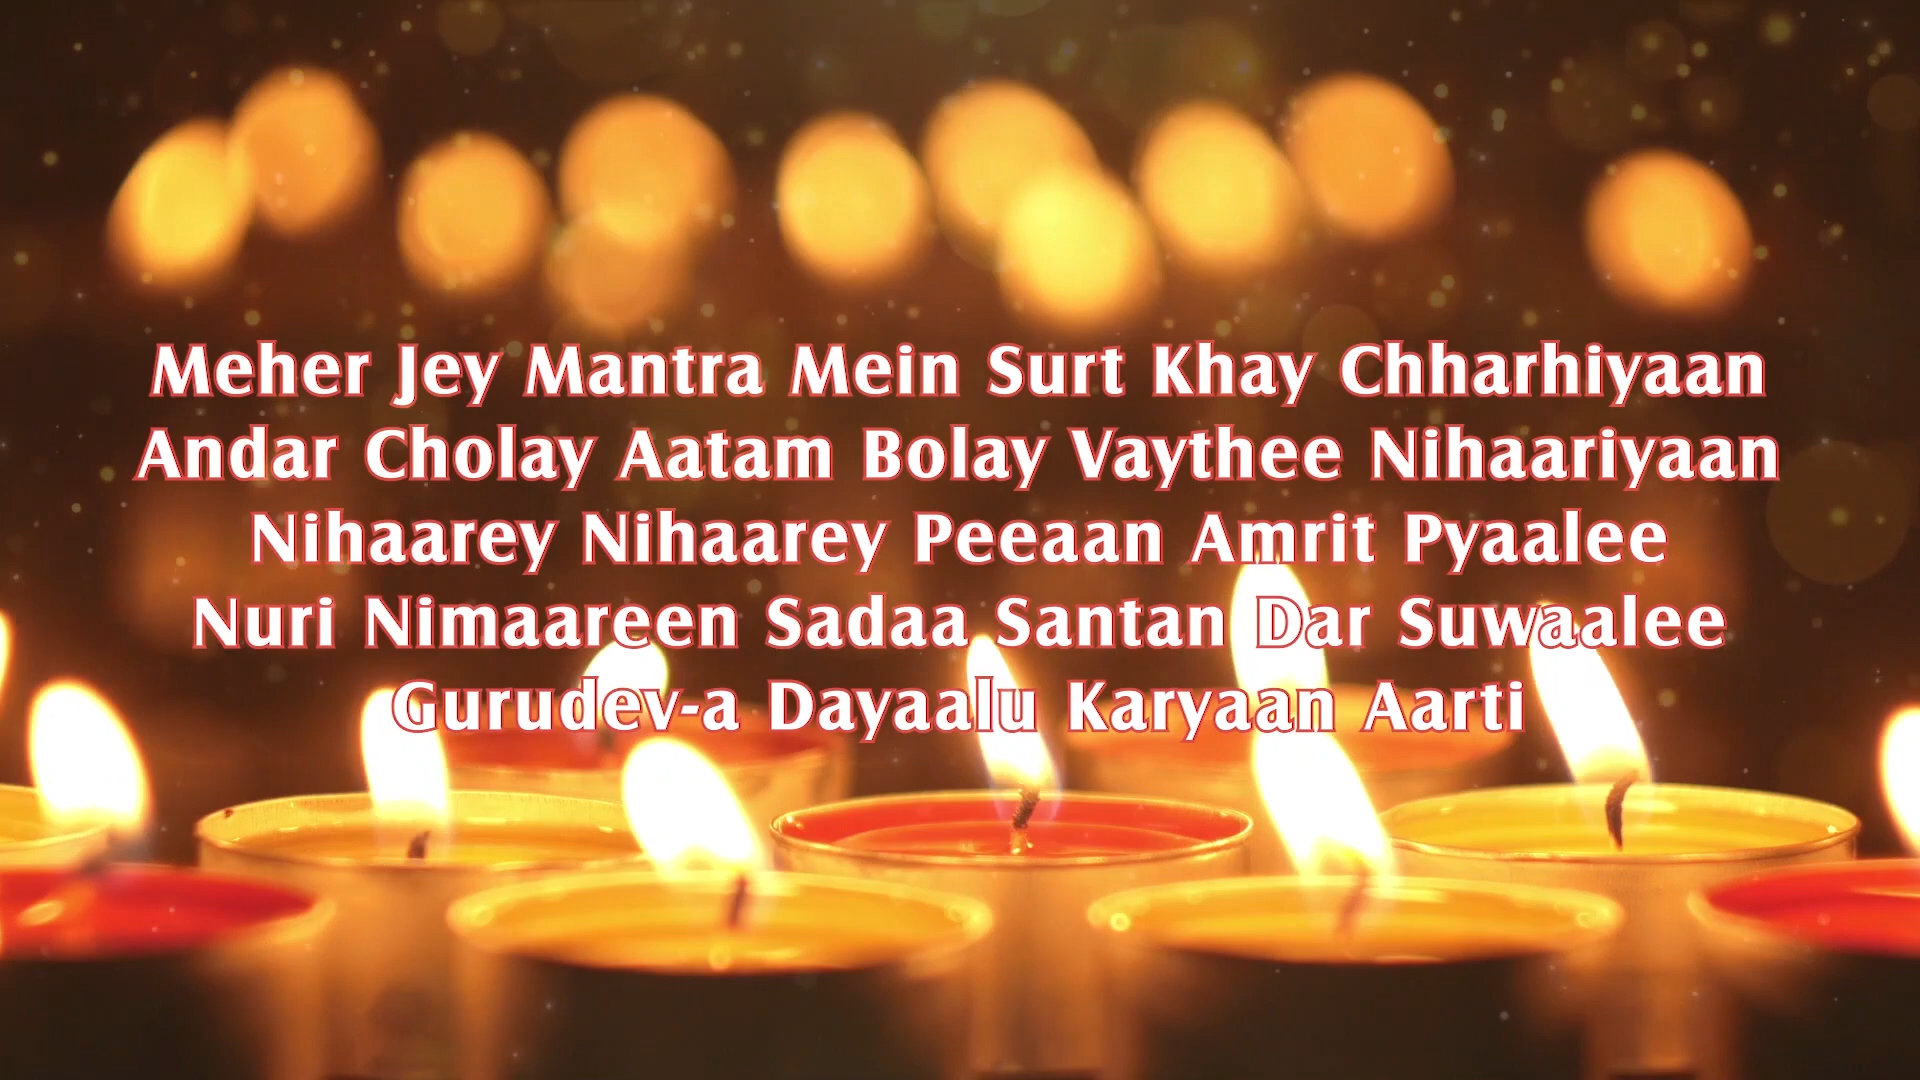 Meher Jey Mantra Mein Surt Khay Chharhiyaan
Andar Cholay Aatam Bolay Vaythee Nihaariyaan
Nihaarey Nihaarey Peeaan Amrit Pyaalee
Nuri Nimaareen Sadaa Santan Dar Suwaalee
Gurudev-a Dayaalu Karyaan Aarti